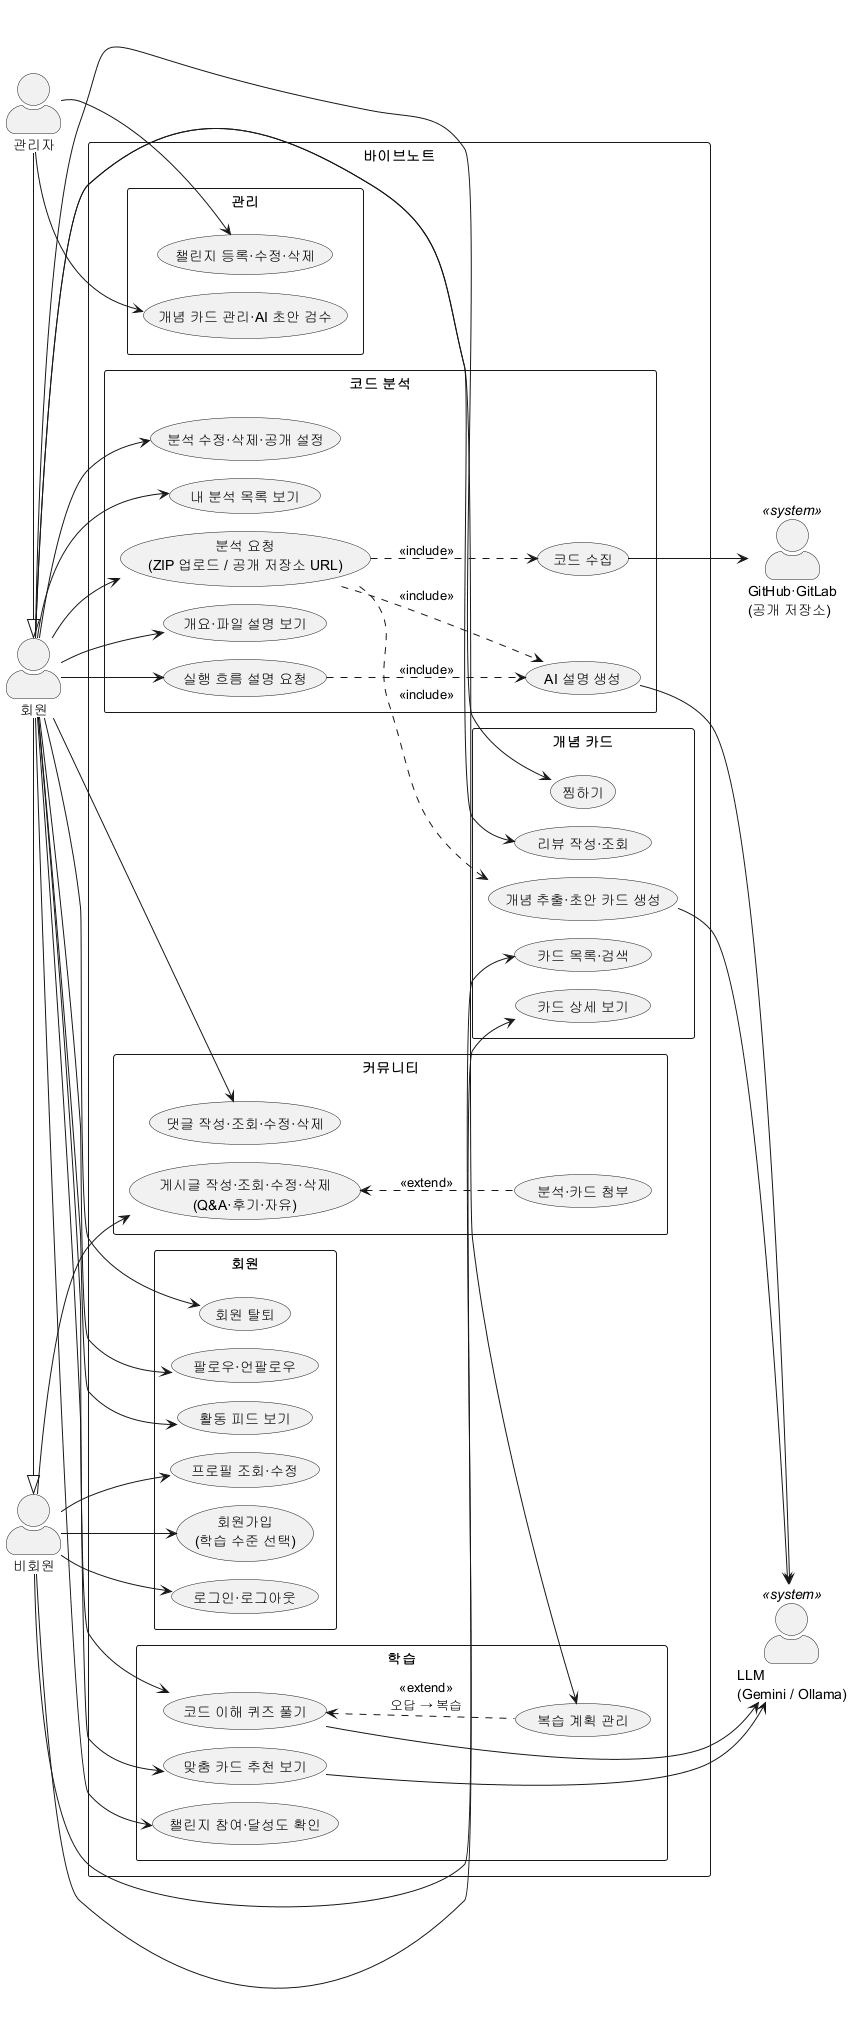 관리자
바이브노트
관리
챌린지 등록·수정·삭제
개념 카드 관리·AI 초안 검수
코드 분석
분석 수정·삭제·공개 설정
내 분석 목록 보기
분석 요청
(ZIP 업로드 / 공개 저장소 URL)
«include»
코드 수집
«include»
개요·파일 설명 보기
실행 흐름 설명 요청
«include»
«include»
AI 설명 생성
«system»
GitHub·GitLab
(공개 저장소)
회원
개념 카드
찜하기
리뷰 작성·조회
개념 추출·초안 카드 생성
카드 목록·검색
카드 상세 보기
커뮤니티
댓글 작성·조회·수정·삭제
게시글 작성·조회·수정·삭제
(Q&A·후기·자유)
«extend»
분석·카드 첨부
회원
회원 탈퇴
팔로우·언팔로우
활동 피드 보기
프로필 조회·수정
회원가입
(학습 수준 선택)
로그인·로그아웃
비회원
학습
코드 이해 퀴즈 풀기
«extend»
오답 → 복습
복습 계획 관리
맞춤 카드 추천 보기
챌린지 참여·달성도 확인
«system»
LLM
(Gemini / Ollama)